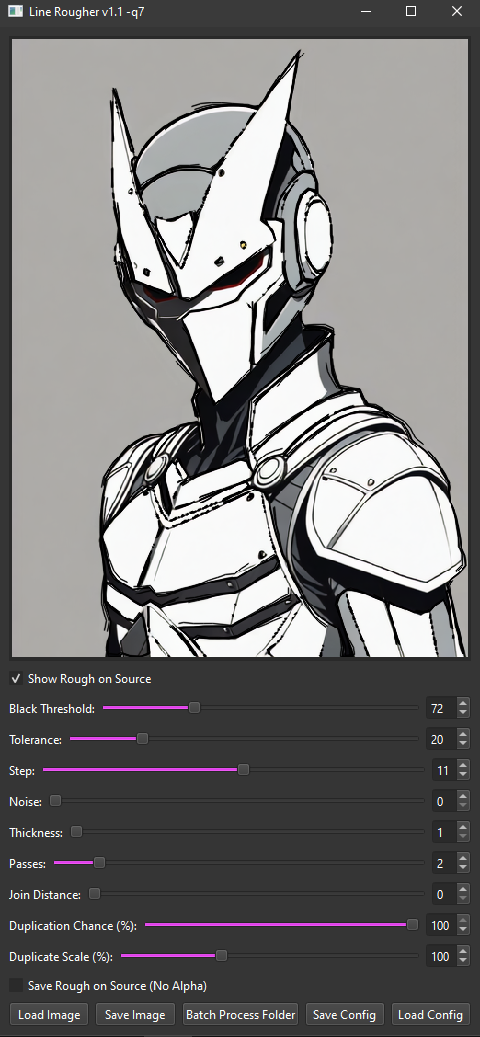 Line Rougher v1.1 -q7
Show Rough on Source
Black Threshold: 72
Tolerance: 20
Step: 11
Noise: 0
Thickness: 1
Passes: 2
Join Distance: 0
Duplication Chance (%): 100
Duplicate Scale (%): 100
Save Rough on Source (No Alpha)
Load Image Save Image Batch Process Folder Save Config Load Config